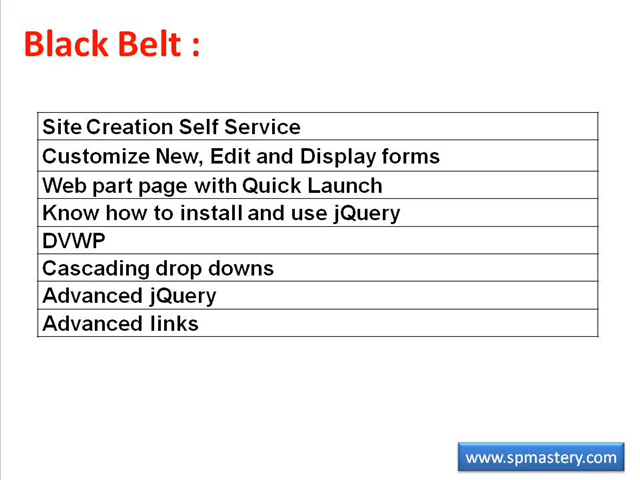 Black Belt :
Site Creation Self Service
Customize New, Edit and Display forms
Web part page with Quick Launch
Know how to install and use jQuery
DVWP
Cascading drop downs
Advanced jQuery
Advanced links
www.spmastery.com